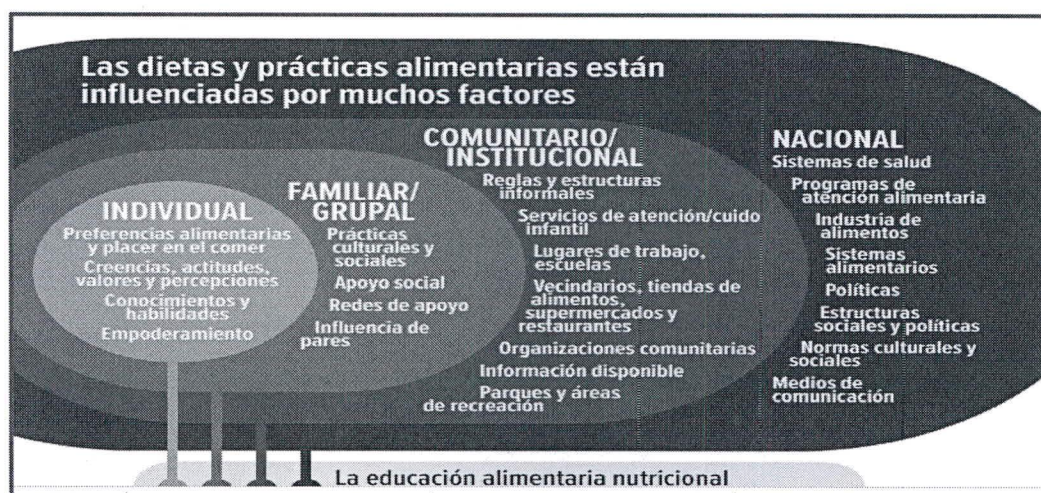 Las dietas y prácticas alimentarias están
influenciadas por muchos factores
INDIVIDUAL
Preferencias alimentarias
y placer en el comer
Creencias, actitudes,
valores y percepciones
Conocimientos y
habilidades
Empoderamiento
FAMILIAR/
GRUPAL
Prácticas
culturales y
sociales
Apoyo social
Redes de apoyo
Influencia de
pares
COMUNITARIO/
INSTITUCIONAL
Reglas y estructuras
informales
Servicios de atención/cuido
infantil
Lugares de trabajo,
escuelas
Vecindarios, tiendas de
alimentos,
supermercados y
restaurantes
Organizaciones comunitarias
Información disponible
Parques y áreas
de recreación
NACIONAL
Sistemas de salud
Programas de
atención alimentaria
Industria de
alimentos
Sistemas
alimentarios
Políticas
Estructuras
sociales y políticas
Normas culturales y
sociales
Medios de
comunicación
La educación alimentaria nutricional